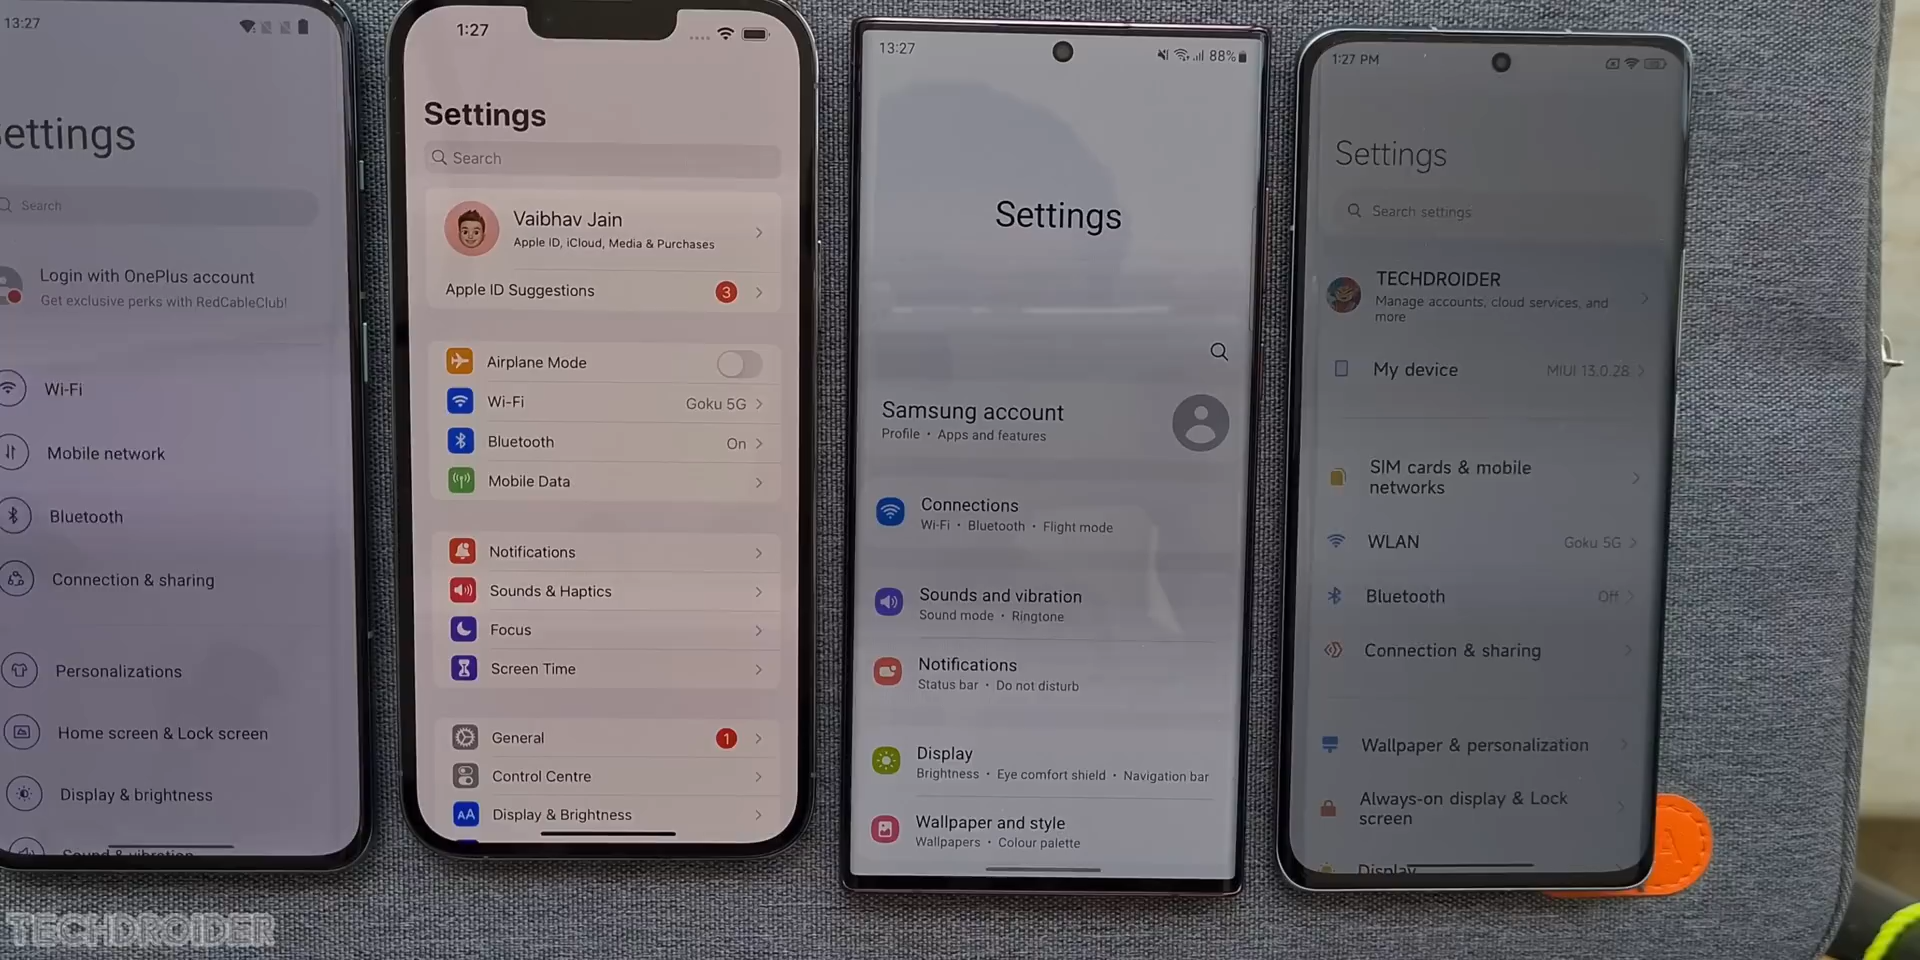 13:27
ettings
Search
Login with OnePlus account
Get exclusive perks with RedCableClub!
Wi-Fi
Mobile network
Bluetooth
Connection & sharing
Personalizations
Home screen & Lock screen
Display & brightness
Sound & vibration
1:27
Settings
Search
Vaibhav Jain
Apple ID, iCloud, Media & Purchases
Apple ID Suggestions 3
Airplane Mode
Wi-Fi Goku 5G
Bluetooth On
Mobile Data
Notifications
Sounds & Haptics
Focus
Screen Time
General 1
Control Centre
AA Display & Brightness
13:27 88%
Settings
Samsung account
Profile • Apps and features
Connections
Wi-Fi • Bluetooth • Flight mode
Sounds and vibration
Sound mode • Ringtone
Notifications
Status bar • Do not disturb
Display
Brightness • Eye comfort shield • Navigation bar
Wallpaper and style
Wallpapers • Colour palette
1:27 PM
Settings
Search settings
TECHDROIDER
Manage accounts, cloud services, and
more
My device MIUI 13.0.28
SIM cards & mobile
networks
WLAN Goku 5G
Bluetooth Off
Connection & sharing
Wallpaper & personalization
Always-on display & Lock
screen
Display
A
TECHDROIDER